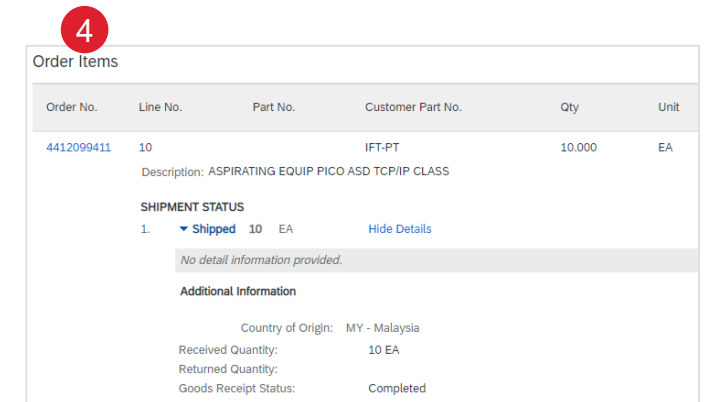 4
Order Items
Order No. Line No. Part No. Customer Part No. Qty Unit
4412099411 10 IFT-PT 10.000 EA
Description: ASPIRATING EQUIP PICO ASD TCP/IP CLASS
SHIPMENT STATUS
1. Shipped 10 EA Hide Details
No detail information provided.
Additional Information
Country of Origin: MY - Malaysia
Received Quantity: 10 EA
Returned Quantity:
Goods Receipt Status: Completed